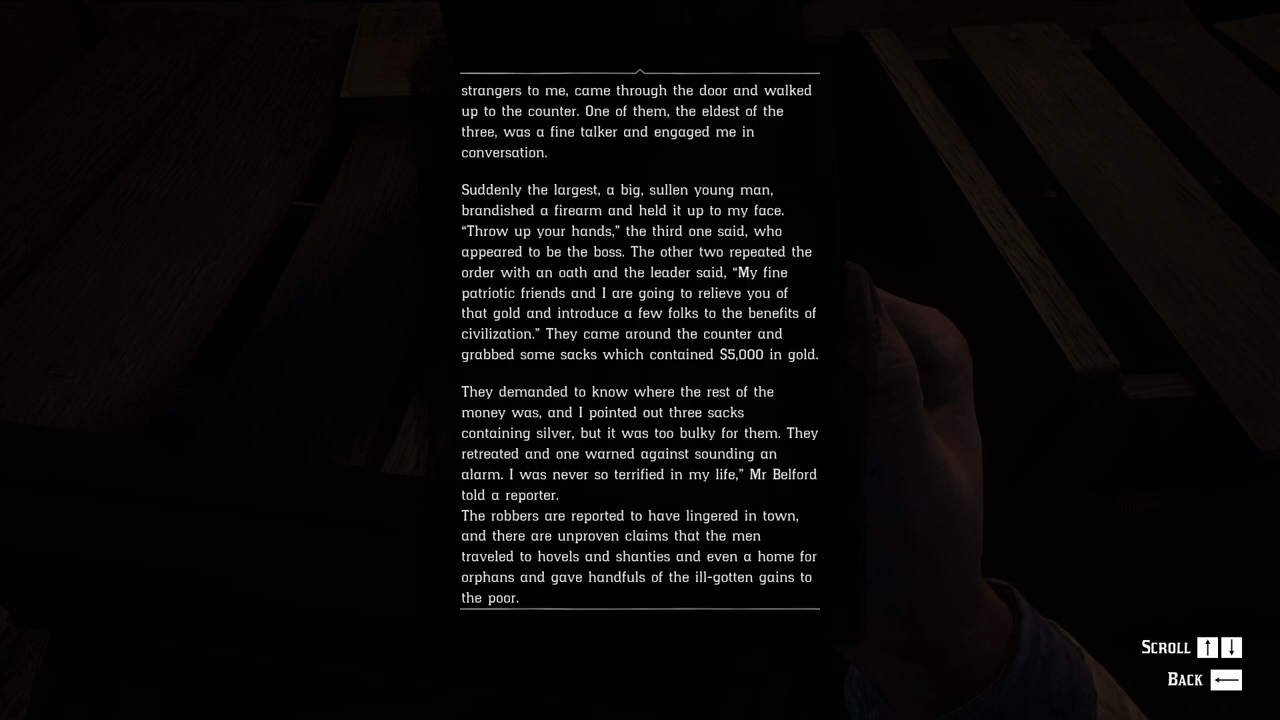 strangers to me, came through the door and walked
up to the counter. One of them, the eldest of the
three, was a fine talker and engaged me in
conversation.
Suddenly the largest, a big, sullen young man,
brandished a firearm and held it up to my face.
“Throw up your hands,” the third one said, who
appeared to be the boss. The other two repeated the
order with an oath and the leader said, “My fine
patriotic friends and I are going to relieve you of
that gold and introduce a few folks to the benefits of
civilization.” They came around the counter and
grabbed some sacks which contained $5,000 in gold.
They demanded to know where the rest of the
money was, and I pointed out three sacks
containing silver, but it was too bulky for them. They
retreated and one warned against sounding an
alarm. I was never so terrified in my life,” Mr Belford
told a reporter.
The robbers are reported to have lingered in town,
and there are unproven claims that the men
traveled to hovels and shanties and even a home for
orphans and gave handfuls of the ill-gotten gains to
the poor.
Scroll ↑ ↓
Back ←